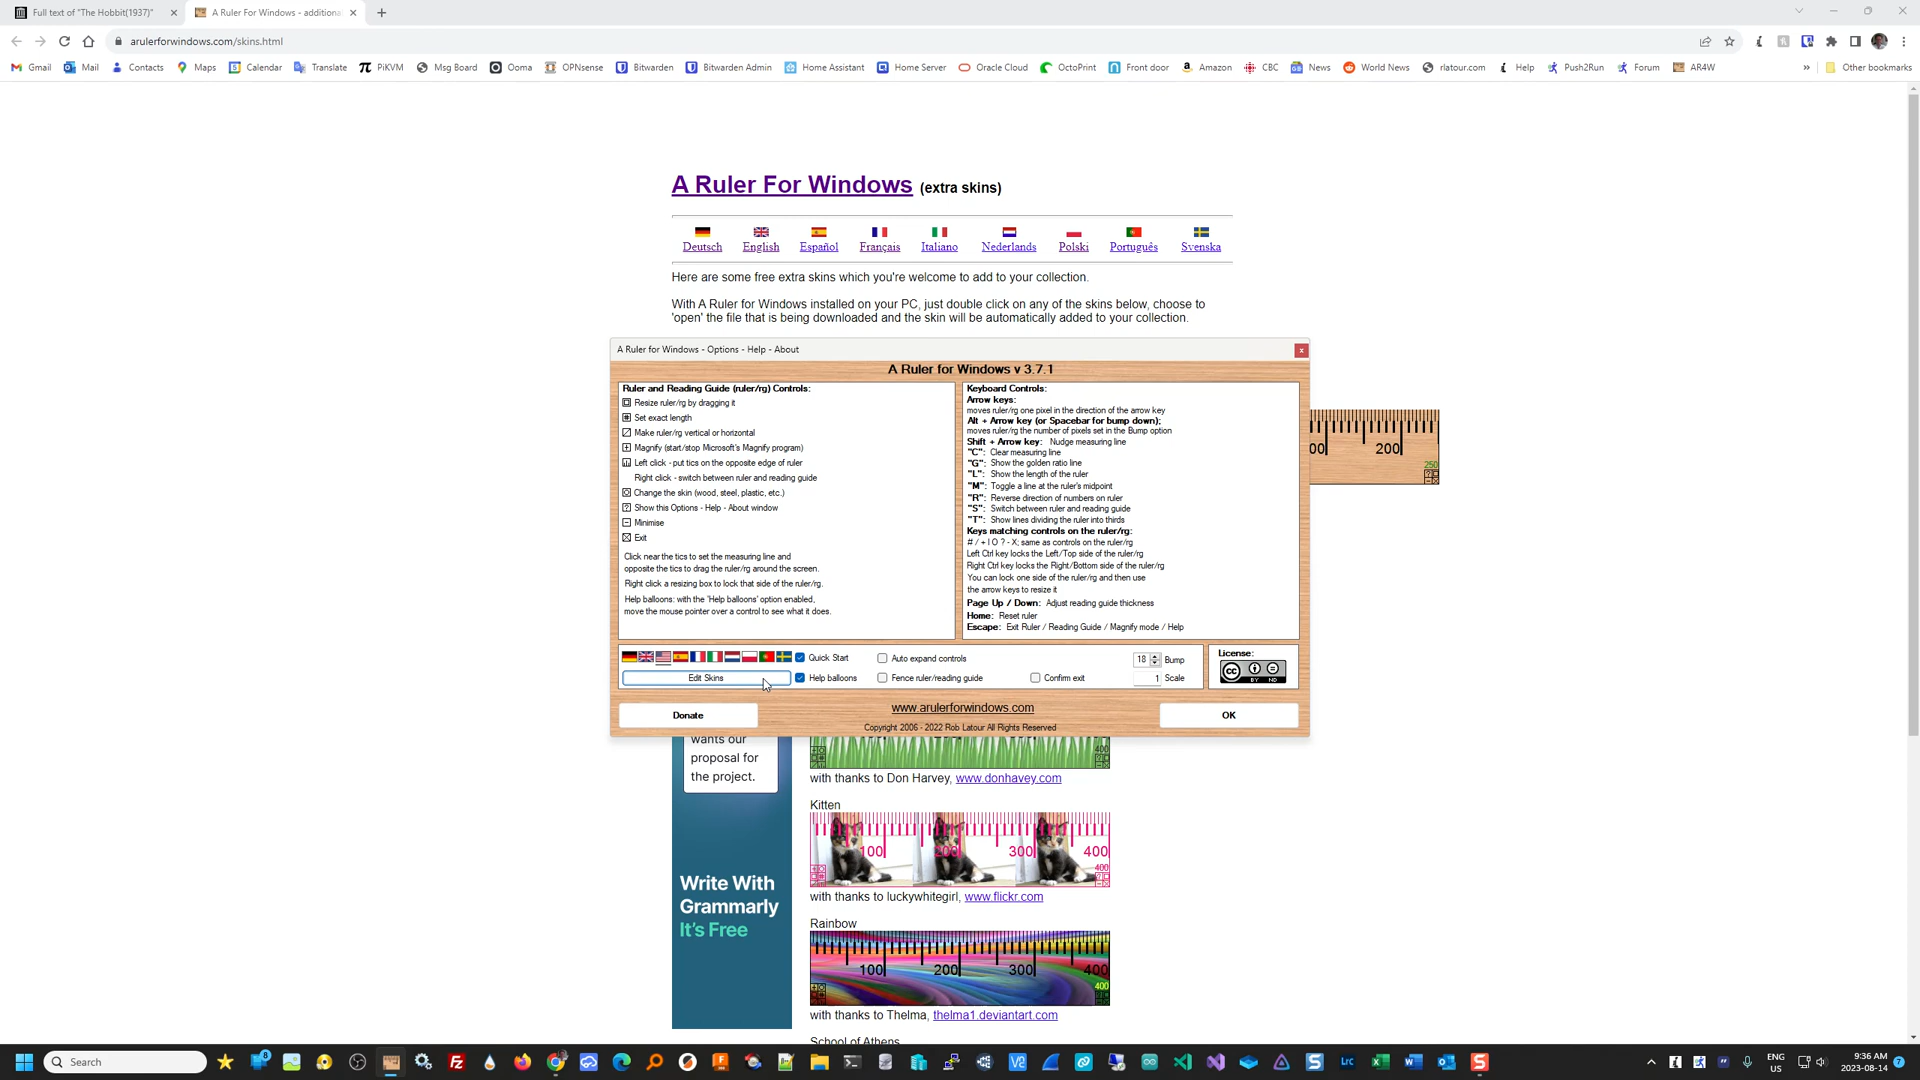 Full text of "The Hobbit(1937)"
A Ruler For Windows - additiona
arulerforwindows.com/skins.html
Gmail Mail Contacts Maps Calendar Translate PiKVM Msg Board Ooma OPNsense Bitwarden Bitwarden Admin Home Assistant Home Server Oracle Cloud OctoPrint Front door Amazon CBC News World News rlatour.com Help Push2Run Forum AR4W » Other bookmarks
A Ruler For Windows (extra skins)
Deutsch English Español Français Italiano Nederlands Polski Português Svenska
Here are some free extra skins which you're welcome to add to your collection.
With A Ruler for Windows installed on your PC, just double click on any of the skins below, choose to
'open' the file that is being downloaded and the skin will be automatically added to your collection.
A Ruler for Windows - Options - Help - About
A Ruler for Windows v 3.7.1
Ruler and Reading Guide (ruler/rg) Controls:
Resize ruler/rg by dragging it
Set exact length
Make ruler/rg vertical or horizontal
Magnify (start/stop Microsoft's Magnify program)
Left click - put tics on the opposite edge of ruler
Right click - switch between ruler and reading guide
Change the skin (wood, steel, plastic, etc.)
Show this Options - Help - About window
Minimise
Exit
Click near the tics to set the measuring line and
opposite the tics to drag the ruler/rg around the screen.
Right click a resizing box to lock that side of the ruler/rg.
Help balloons: with the 'Help balloons' option enabled,
move the mouse pointer over a control to see what it does.
Keyboard Controls:
Arrow keys:
moves ruler/rg one pixel in the direction of the arrow key
Alt + Arrow key (or Spacebar for bump down);
moves ruler/rg the number of pixels set in the Bump option
Shift + Arrow key: Nudge measuring line
"C": Clear measuring line
"G": Show the golden ratio line
"L": Show the length of the ruler
"M": Toggle a line at the ruler's midpoint
"R": Reverse direction of numbers on ruler
"S": Switch between ruler and reading guide
"T": Show lines dividing the ruler into thirds
Keys matching controls on the ruler/rg:
# / + I O ? - X; same as controls on the ruler/rg
Left Ctrl key locks the Left/Top side of the ruler/rg
Right Ctrl key locks the Right/Bottom side of the ruler/rg
You can lock one side of the ruler/rg and then use
the arrow keys to resize it
Page Up / Down: Adjust reading guide thickness
Home: Reset ruler
Escape: Exit Ruler / Reading Guide / Magnify mode / Help
00 200
250
Quick Start Auto expand controls 18 Bump
Edit Skins Help balloons Fence ruler/reading guide Confirm exit 1 Scale
License:
CC BY ND
Donate
www.arulerforwindows.com
OK
Copyright 2006 - 2022 Rob Latour All Rights Reserved
wants our
proposal for
the project.
Write With
Grammarly
It's Free
400
with thanks to Don Harvey, www.donhavey.com
Kitten
100 200 300 400
400
with thanks to luckywhitegirl, www.flickr.com
Rainbow
100 200 300 400
400
with thanks to Thelma, thelma1.deviantart.com
School of Athens
Search
8
Lrc
ENG
US
9:36 AM
2023-08-14
7